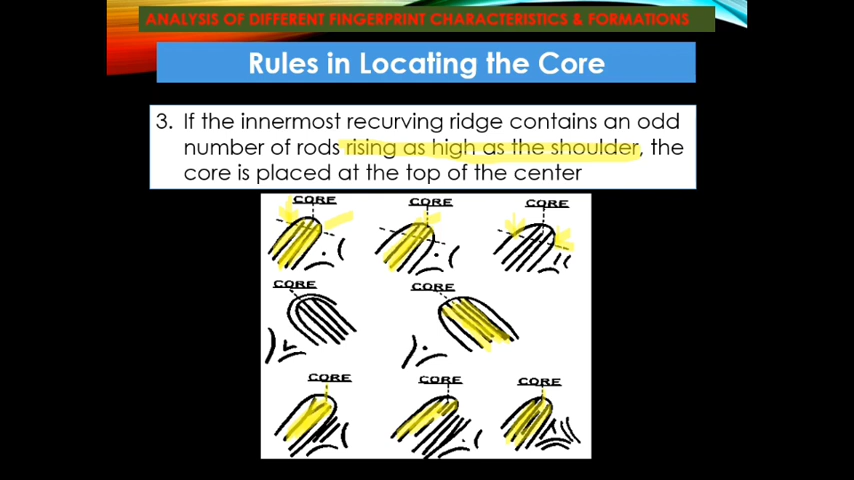 ANALYSIS OF DIFFERENT FINGERPRINT CHARACTERISTICS & FORMATIONS
Rules in Locating the Core
3. If the innermost recurving ridge contains an odd
number of rods rising as high as the shoulder, the
core is placed at the top of the center
CORE CORE CORE
CORE CORE
CORE CORE CORE